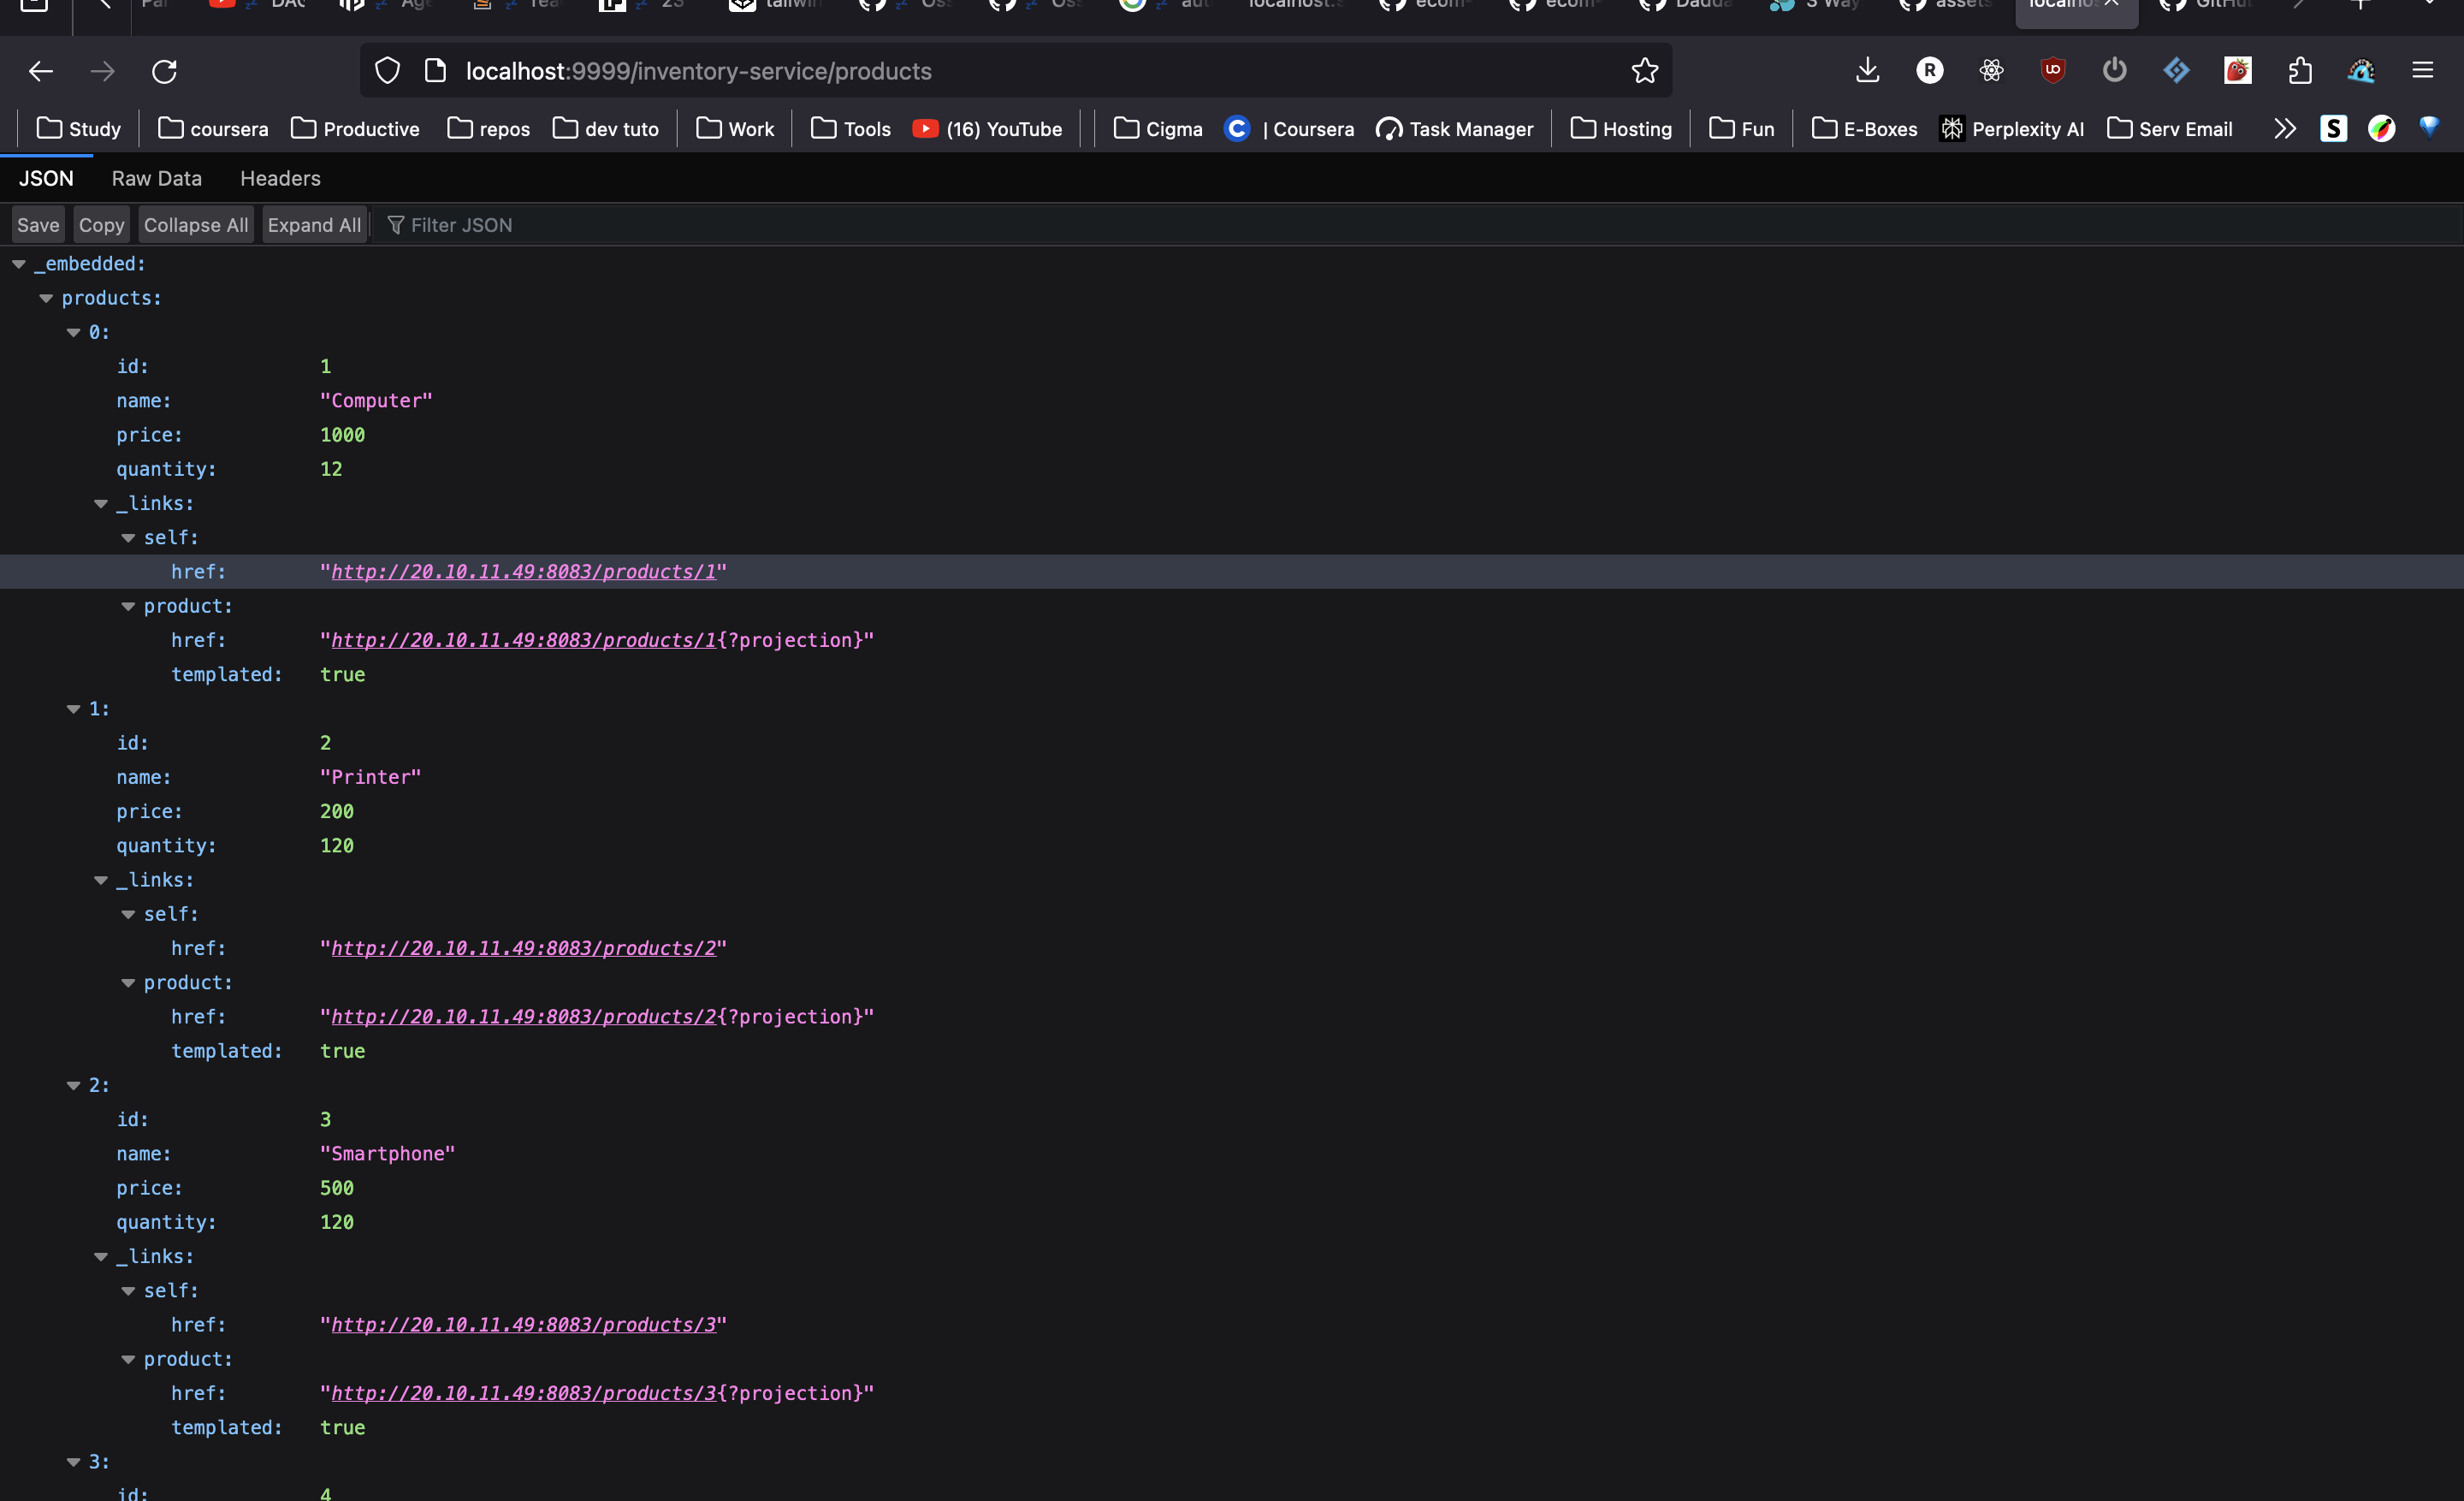 localhost:9999/inventory-service/products
Study coursera Productive repos dev tuto Work Tools (16) YouTube Cigma | Coursera Task Manager Hosting Fun E-Boxes Perplexity AI Serv Email
JSON Raw Data Headers
Save Copy Collapse All Expand All Filter JSON
_embedded:
products:
0:
id: 1
name: "Computer"
price: 1000
quantity: 12
_links:
self:
href: "http://20.10.11.49:8083/products/1"
product:
href: "http://20.10.11.49:8083/products/1{?projection}"
templated: true
1:
id: 2
name: "Printer"
price: 200
quantity: 120
_links:
self:
href: "http://20.10.11.49:8083/products/2"
product:
href: "http://20.10.11.49:8083/products/2{?projection}"
templated: true
2:
id: 3
name: "Smartphone"
price: 500
quantity: 120
_links:
self:
href: "http://20.10.11.49:8083/products/3"
product:
href: "http://20.10.11.49:8083/products/3{?projection}"
templated: true
3:
id: 4